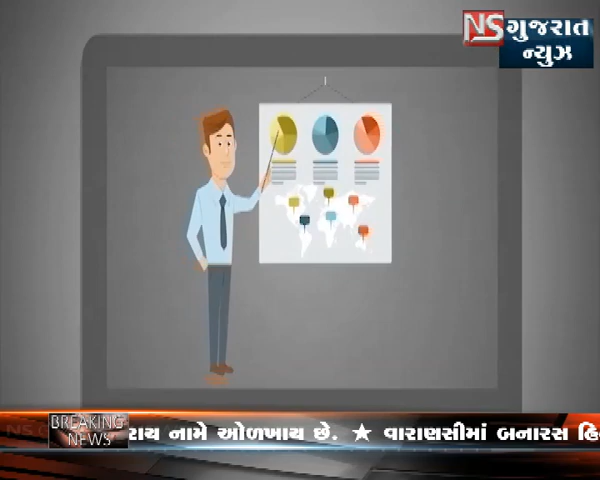 NS ગુજરાત
ન્યુઝ
BREAKING
NEWS
રાય નામે ઓળખાય છે. ★ વારાણસીમાં બનારસ હિ